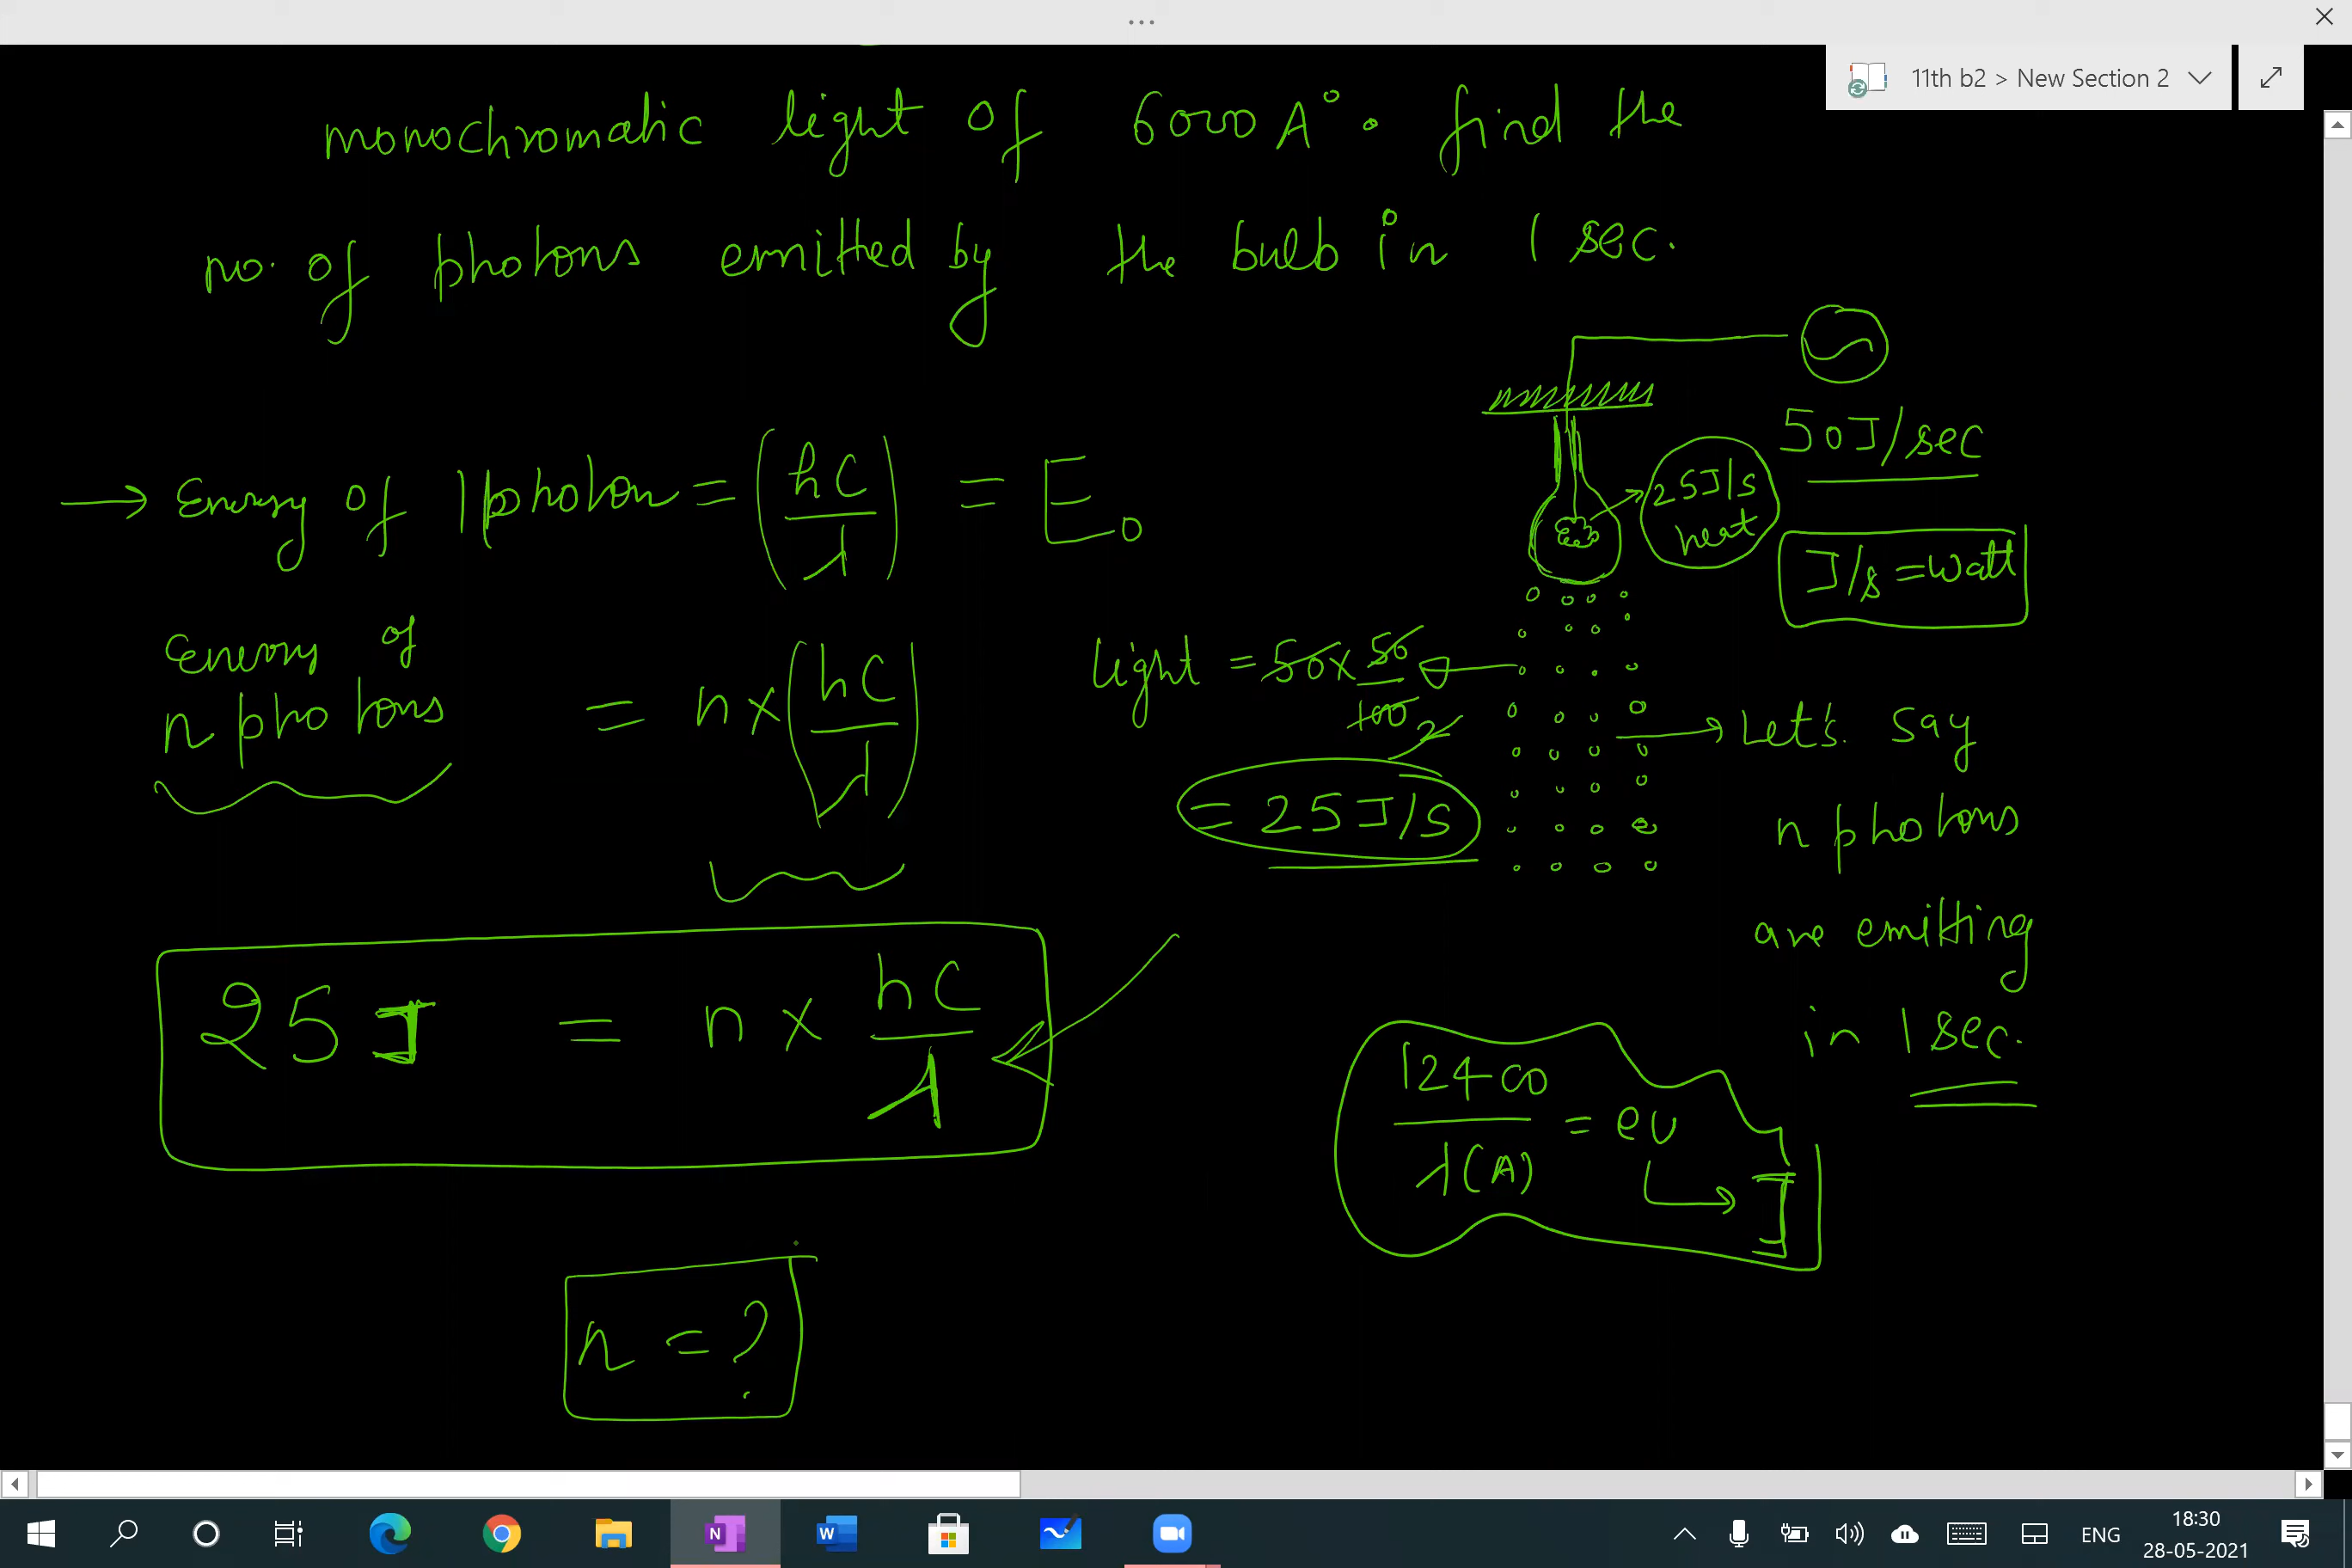 ...
11th b2 > New Section 2
monochromatic light of 6000 A° . find the
no. of photons emitted by the bulb in 1 sec.
→ Energy of 1 photon = (hc/λ) = E₀
50 J/sec
25 J/s
heat
J/s = watt
Energy of
n photons = n × (hc/λ)
light = 50 × 50/100 2
= 25 J/s
→ Let's say
n photons
are emitting
in 1 sec.
25 J = n × hc/λ
12400/λ(A) = eV
→ J
n = ?
N
W
ENG
18:30
28-05-2021